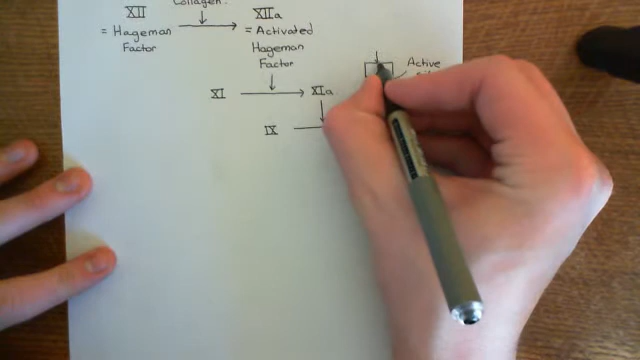 Collagen.
XII
= Hageman
Factor
XIIa
= Activated
Hageman
Factor
XI
XIa
IX
Active